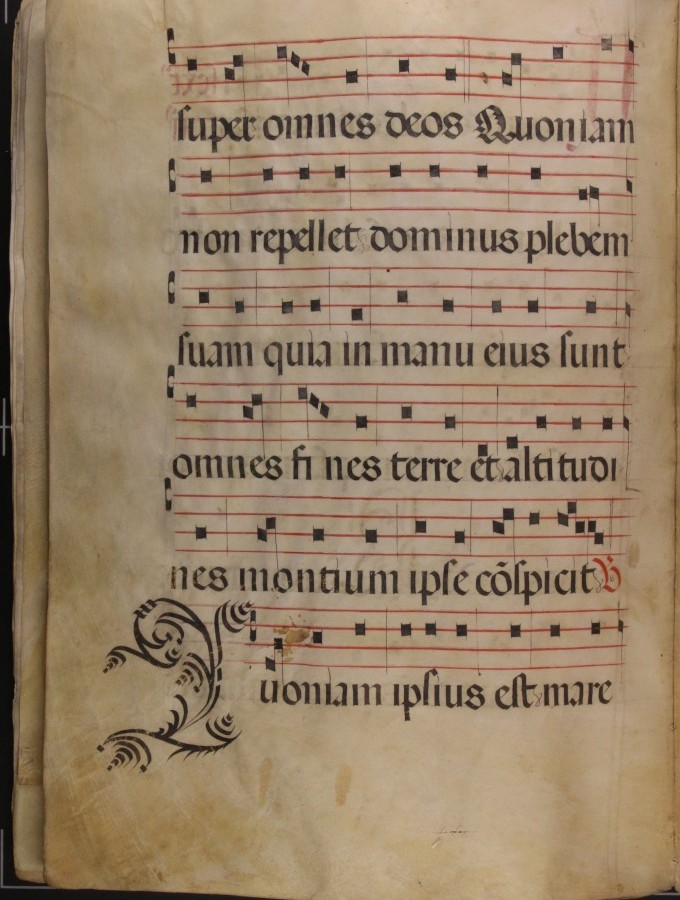 super omnes deos Quoniam
non repellet dominus plebem
suam quia in manu eius sunt
omnes fi nes terre et altitudi
nes montium ipse cõspicit
Quoniam ipsius est mare